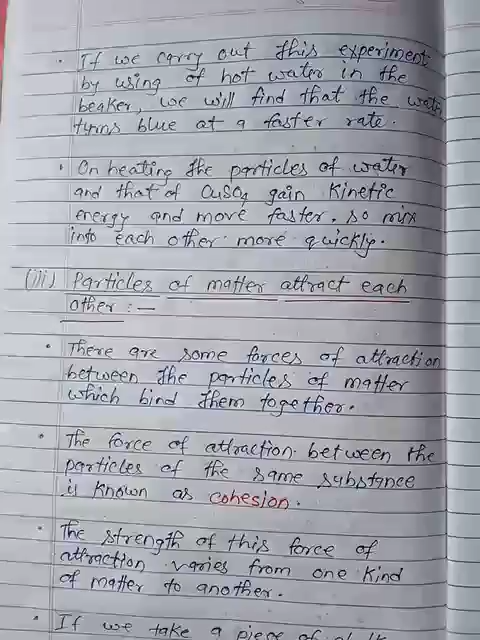 • If we carry out this experiment
by using of hot water in the
beaker, we will find that the water
turns blue at a faster rate.
• On heating the particles of water
and that of CuSO4 gain Kinetic
energy and move faster. so mix
into each other more quickly.
(iii) Particles of matter attract each
other :—
• There are some forces of attraction
between the particles of matter
which bind them together.
• The force of attraction between the
particles of the same substance
is known as cohesion.
• The strength of this force of
attraction varies from one kind
of matter to another.
• If we take a piece of